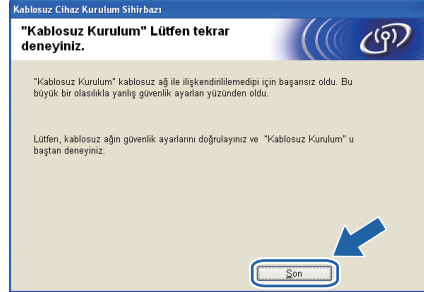 Kablosuz Cihaz Kurulum Sihirbazı
"Kablosuz Kurulum" Lütfen tekrar
deneyiniz.
"Kablosuz Kurulum" kablosuz ağ ile ilişkendirililemedipi için başarısız oldu. Bu
büyük bir olasılıkla yanlış güvenlik ayarları yüzünden oldu.
Lütfen, kablosuz ağın güvenlik ayarlarını doğrulayınız ve "Kablosuz Kurulum" u
baştan deneyiniz.
Son